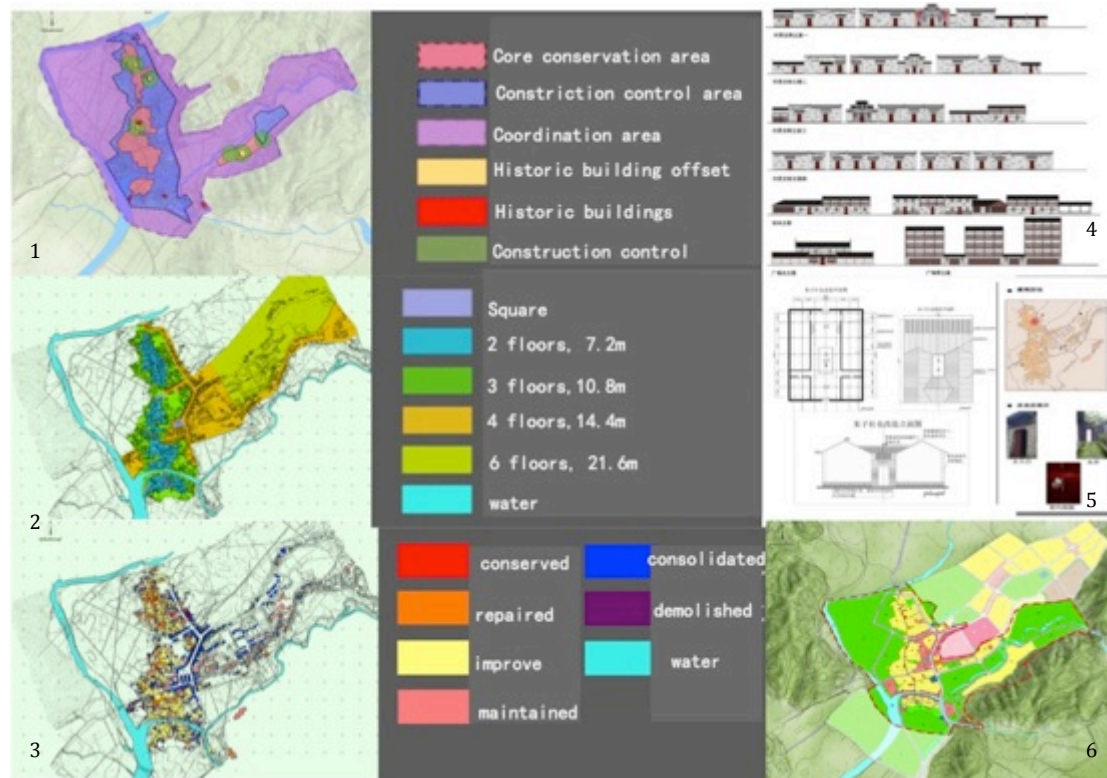 1
Core conservation area
Constriction control area
Coordination area
Historic building offset
Historic buildings
Construction control
4
2
Square
2 floors, 7.2m
3 floors,10.8m
4 floors,14.4m
6 floors, 21.6m
water
5
3
conserved
repaired
improve
maintained
consolidated
demolished
water
6